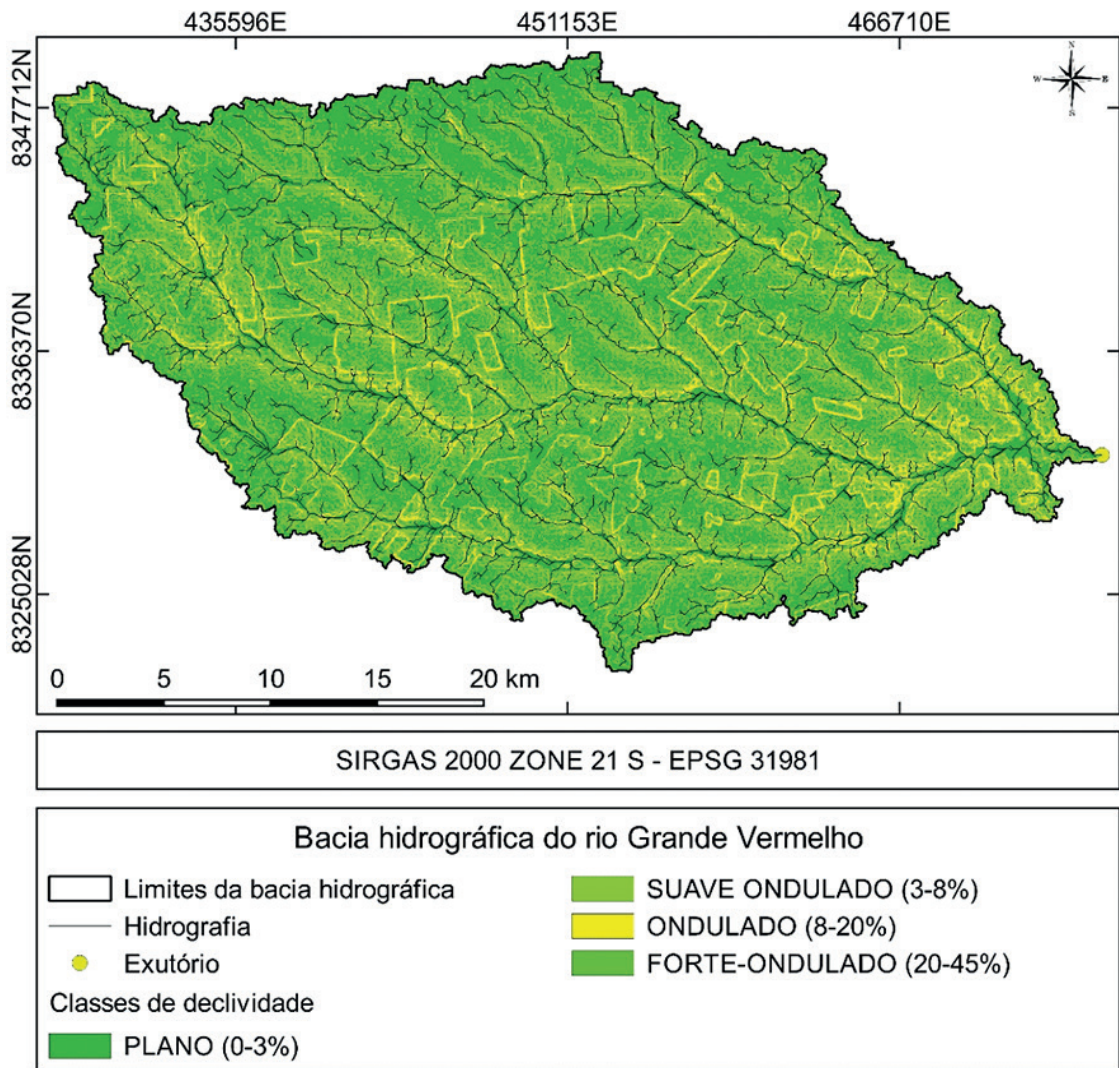 435596E 451153E 466710E
8347712N
8336370N
8325028N
N
W E
S
0 5 10 15 20 km
SIRGAS 2000 ZONE 21 S - EPSG 31981
Bacia hidrográfica do rio Grande Vermelho
Limites da bacia hidrográfica
Hidrografia
Exutório
Classes de declividade
PLANO (0-3%)
SUAVE ONDULADO (3-8%)
ONDULADO (8-20%)
FORTE-ONDULADO (20-45%)